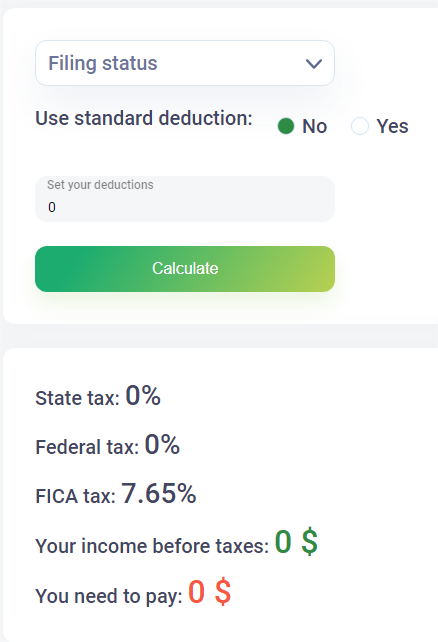 Filing status
Use standard deduction: No Yes
Set your deductions
0
Calculate
State tax: 0%
Federal tax: 0%
FICA tax: 7.65%
Your income before taxes: 0 $
You need to pay: 0 $